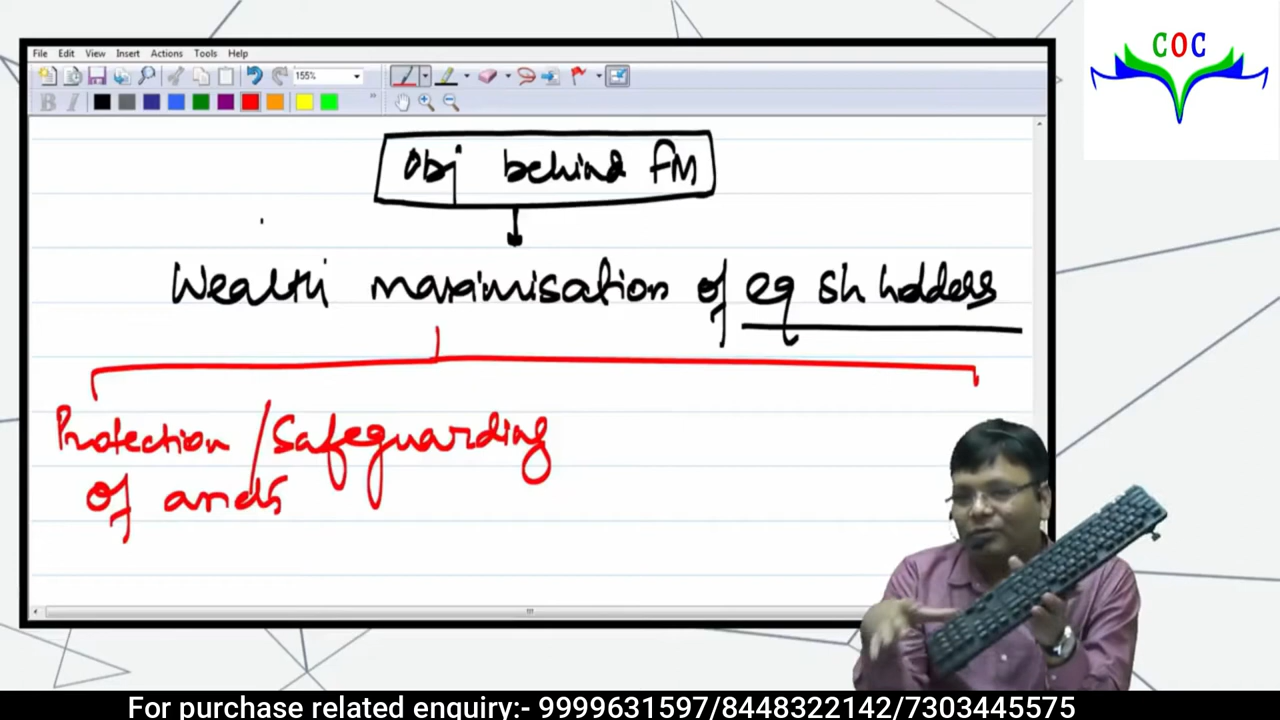 COC
File Edit View Insert Actions Tools Help
155%
B I
Obj behind FM
Wealth maximisation of eq sh holders
Protection / Safeguarding
of assets
For purchase related enquiry:- 9999631597/8448322142/7303445575